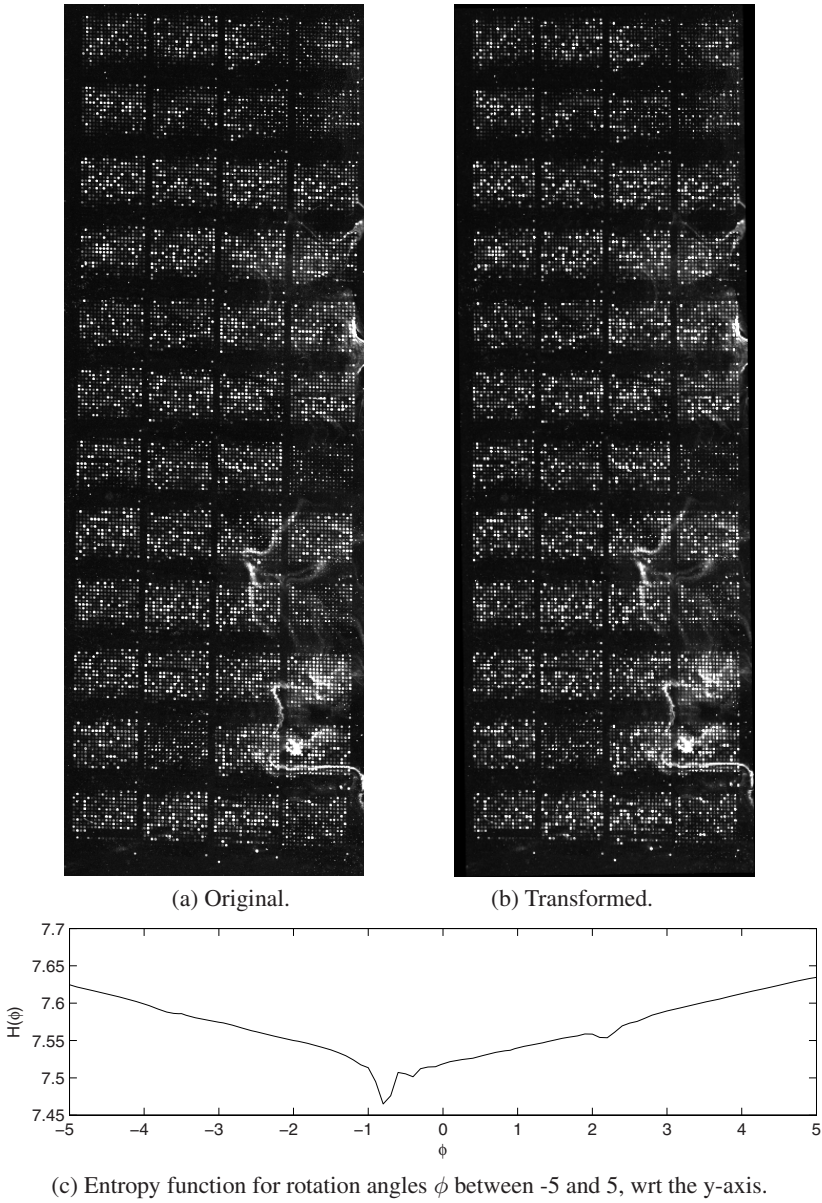 (a) Original.
(b) Transformed.
7.7
7.65
7.6
7.55
7.5
7.45
H(ϕ)
−5 −4 −3 −2 −1 0 1 2 3 4 5
ϕ
(c) Entropy function for rotation angles ϕ between -5 and 5, wrt the y-axis.